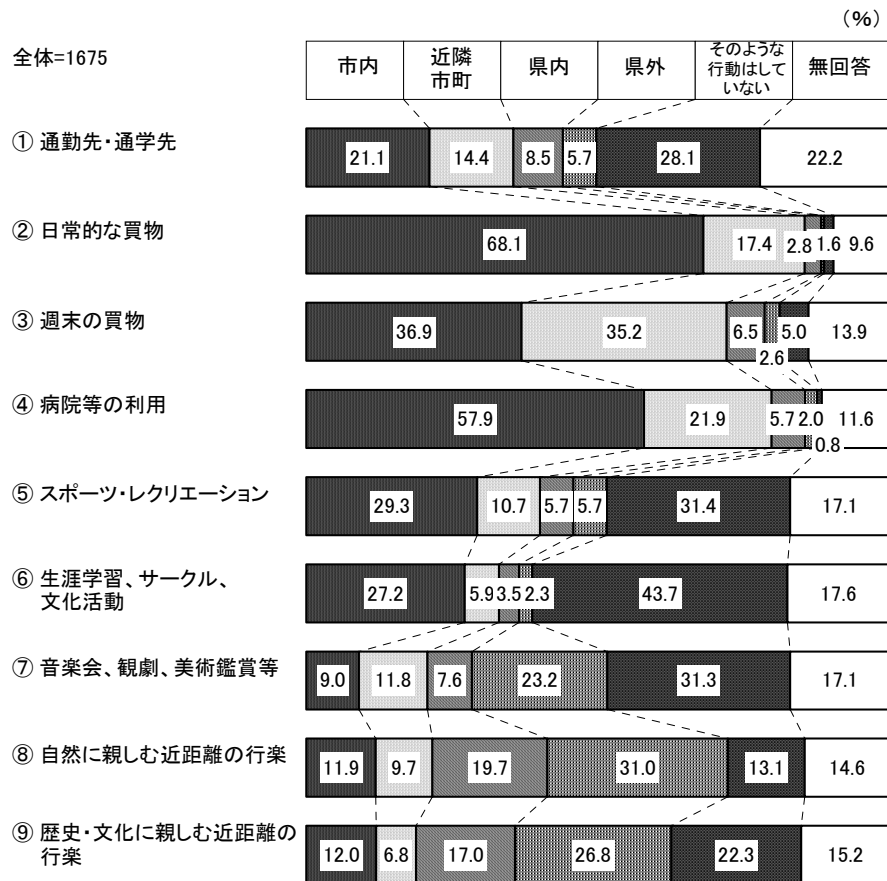 (%)
全体=1675
市内 近隣市町 県内 県外 そのような行動はしていない 無回答
① 通勤先・通学先
21.1 14.4 8.5 5.7 28.1 22.2
② 日常的な買物
68.1 17.4 2.8 1.6 9.6
③ 週末の買物
36.9 35.2 6.5 2.6 5.0 13.9
④ 病院等の利用
57.9 21.9 5.7 2.0 0.8 11.6
⑤ スポーツ・レクリエーション
29.3 10.7 5.7 5.7 31.4 17.1
⑥ 生涯学習、サークル、
文化活動
27.2 5.9 3.5 2.3 43.7 17.6
⑦ 音楽会、観劇、美術鑑賞等
9.0 11.8 7.6 23.2 31.3 17.1
⑧ 自然に親しむ近距離の行楽
11.9 9.7 19.7 31.0 13.1 14.6
⑨ 歴史・文化に親しむ近距離の
行楽
12.0 6.8 17.0 26.8 22.3 15.2